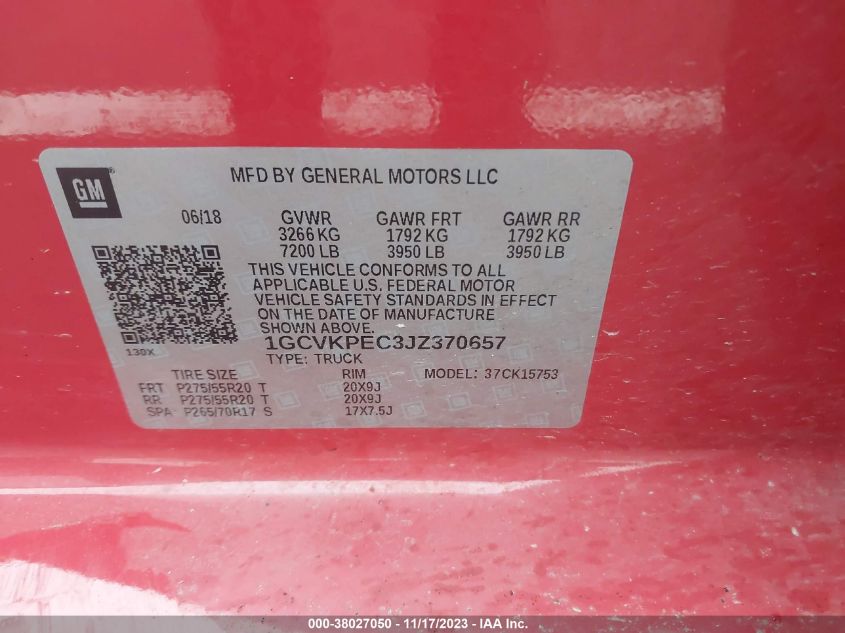 GM
MFD BY GENERAL MOTORS LLC
06/18 GVWR GAWR FRT GAWR RR
3266 KG 1792 KG 1792 KG
7200 LB 3950 LB 3950 LB
THIS VEHICLE CONFORMS TO ALL
APPLICABLE U.S. FEDERAL MOTOR
VEHICLE SAFETY STANDARDS IN EFFECT
ON THE DATE OF MANUFACTURE
SHOWN ABOVE.
130X
1GCVKPEC3JZ370657
TYPE: TRUCK
TIRE SIZE RIM MODEL: 37CK15753
FRT P275/55R20 T 20X9J
RR P275/55R20 T 20X9J
SPA P265/70R17 S 17X7.5J
000-38027050 - 11/17/2023 - IAA Inc.